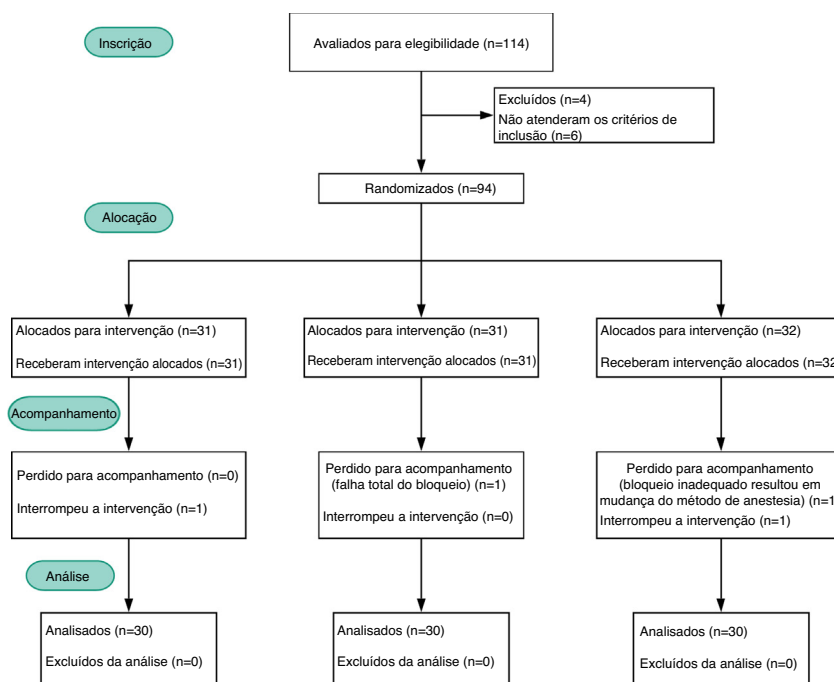 Inscrição
Avaliados para elegibilidade (n=114)
Excluídos (n=4)
Não atenderam os critérios de
inclusão (n=6)
Randomizados (n=94)
Alocação
Alocados para intervenção (n=31)
Receberam intervenção alocados (n=31)
Alocados para intervenção (n=31)
Receberam intervenção alocados (n=31)
Alocados para intervenção (n=32)
Receberam intervenção alocados (n=32
Acompanhamento
Perdido para acompanhamento (n=0)
Interrompeu a intervenção (n=1)
Perdido para acompanhamento
(falha total do bloqueio) (n=1)
Interrompeu a intervenção (n=0)
Perdido para acompanhamento
(bloqueio inadequado resultou em
mudança do método de anestesia) (n=1
Interrompeu a intervenção (n=1)
Análise
Analisados (n=30)
Excluídos da análise (n=0)
Analisados (n=30)
Excluídos da análise (n=0)
Analisados (n=30)
Excluídos da análise (n=0)